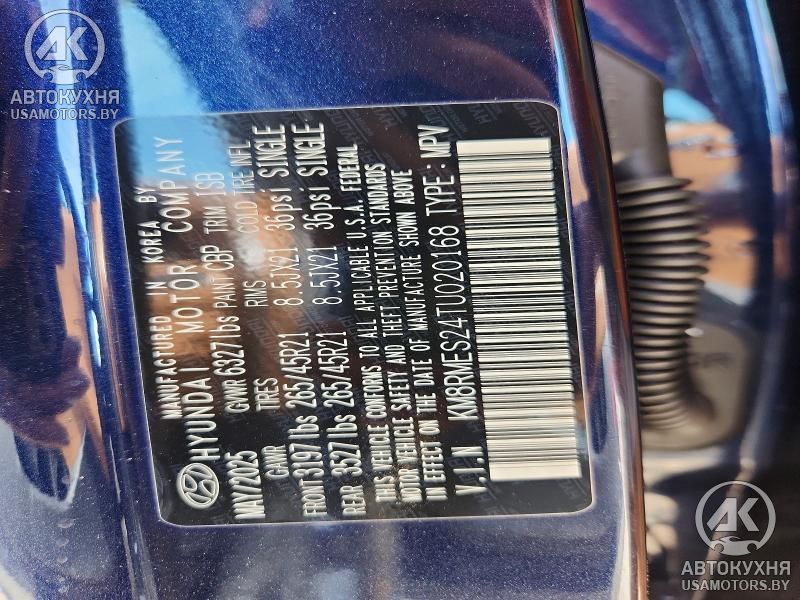 AK
АВТОКУХНЯ
USAMOTORS.BY
MANUFACTURED IN KOREA BY
HYUNDAI MOTOR COMPANY
MAY/2025 GVWR 6327lbs PAINT CBP TRIM ISB
GAWR TIRES RIMS COLD TIRE INFL
FRONT 3197lbs 265/45R21 8.5JX21 36psi SINGLE
REAR 3527lbs 265/45R21 8.5JX21 36psi SINGLE
THIS VEHICLE CONFORMS TO ALL APPLICABLE U.S.A. FEDERAL
MOTOR VEHICLE SAFETY AND THEFT PREVENTION STANDARDS
IN EFFECT ON THE DATE OF MANUFACTURE SHOWN ABOVE
V.I.N KM8RMES24TU020168 TYPE : MPV
AK
АВТОКУХНЯ
USAMOTORS.BY